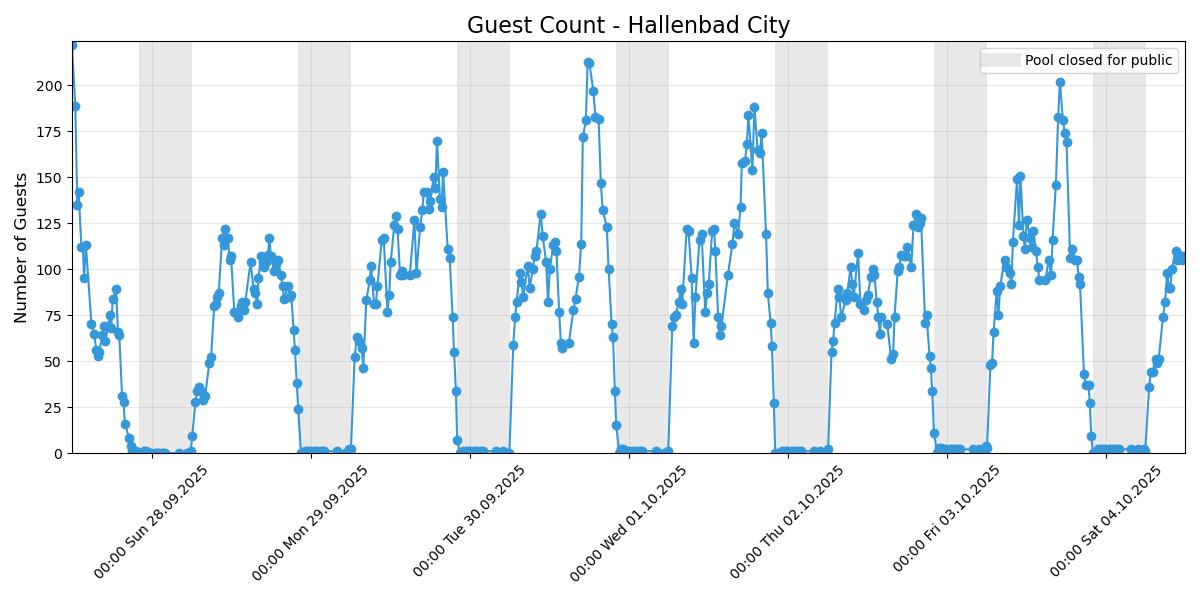 Guest Count - Hallenbad City
Pool closed for public
Number of Guests
200
175
150
125
100
75
50
25
0
00:00 Sun 28.09.2025
00:00 Mon 29.09.2025
00:00 Tue 30.09.2025
00:00 Wed 01.10.2025
00:00 Thu 02.10.2025
00:00 Fri 03.10.2025
00:00 Sat 04.10.2025